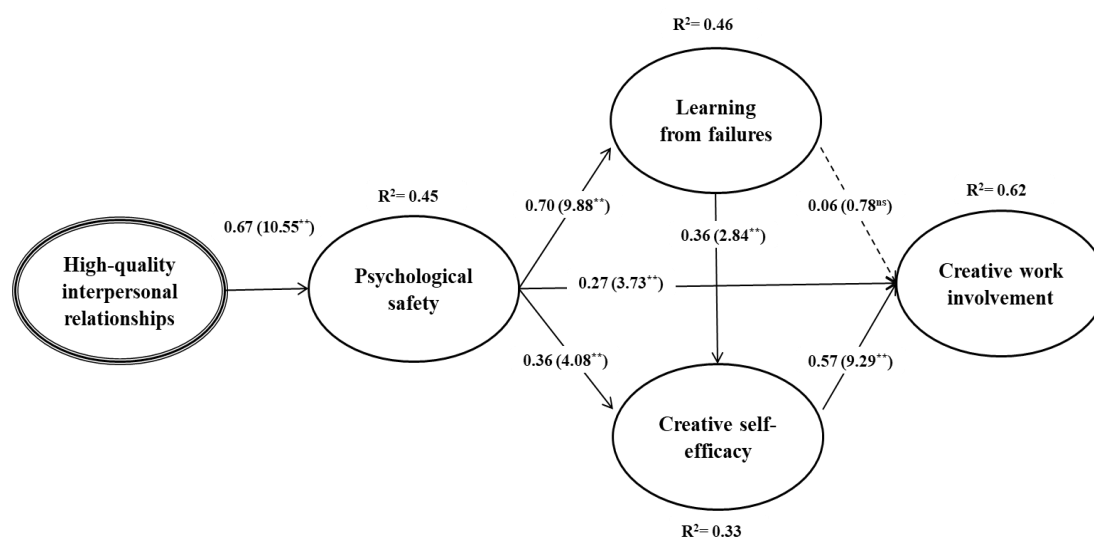 R²= 0.46
Learning
from failures
R²= 0.45
R²= 0.62
0.70 (9.88**)
0.06 (0.78ns)
0.67 (10.55**)
0.36 (2.84**)
High-quality
interpersonal
relationships
Psychological
safety
0.27 (3.73**)
Creative work
involvement
0.36 (4.08**)
0.57 (9.29**)
Creative self-
efficacy
R²= 0.33